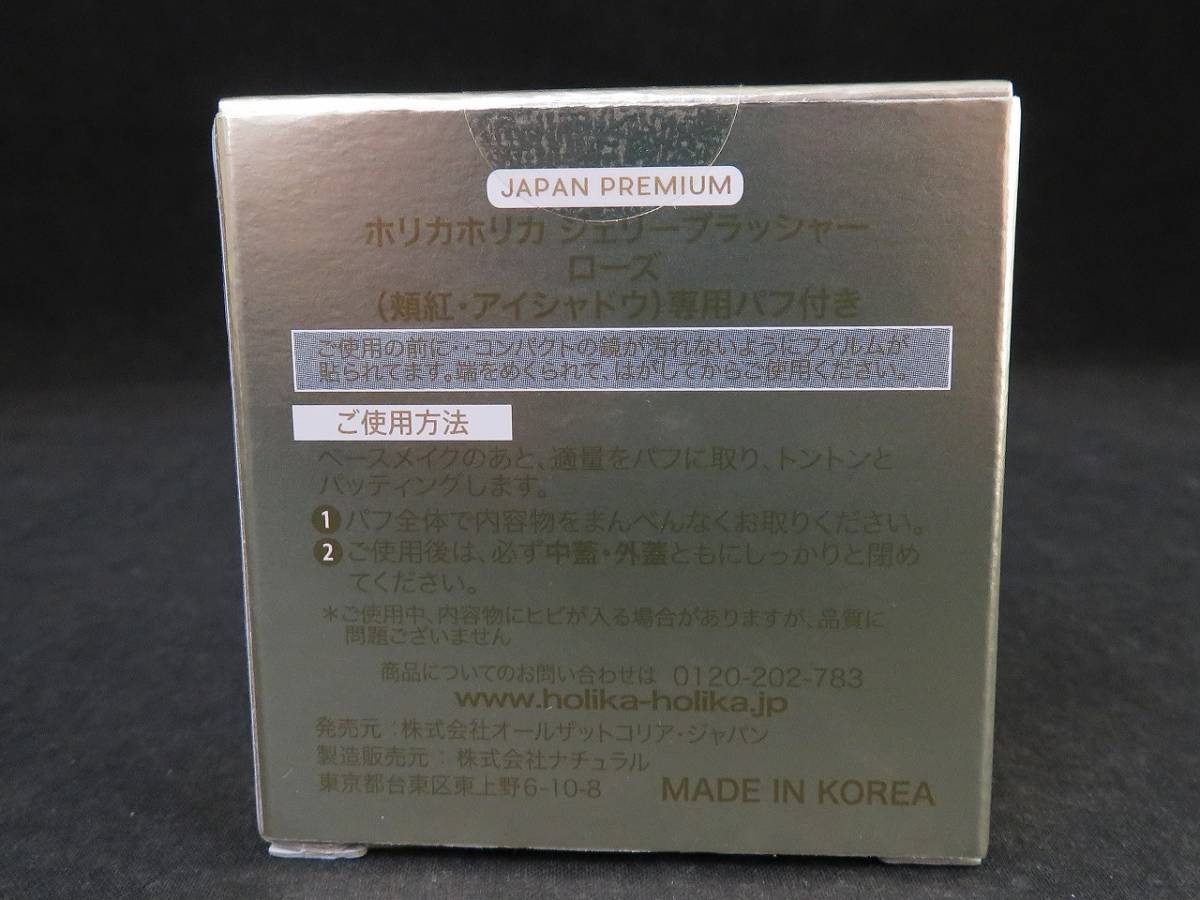 JAPAN PREMIUM
ホリカホリカ ジェリーブラッシャー
ローズ
(頬紅・アイシャドウ)専用パフ付き
ご使用の前に‥コンパクトの鏡が汚れないようにフィルムが
貼られてます。端をめくられて、はがしてからご使用ください。
ご使用方法
ベースメイクのあと、適量をパフに取り、トントンと
パッティングします。
❶ パフ全体で内容物をまんべんなくお取りください。
❷ ご使用後は、必ず中蓋・外蓋ともにしっかりと閉め
てください。
*ご使用中、内容物にヒビが入る場合がありますが、品質に
問題ございません
商品についてのお問い合わせは 0120-202-783
www.holika-holika.jp
発売元:株式会社オールザットコリア・ジャパン
製造販売元:株式会社ナチュラル
東京都台東区東上野6-10-8
MADE IN KOREA